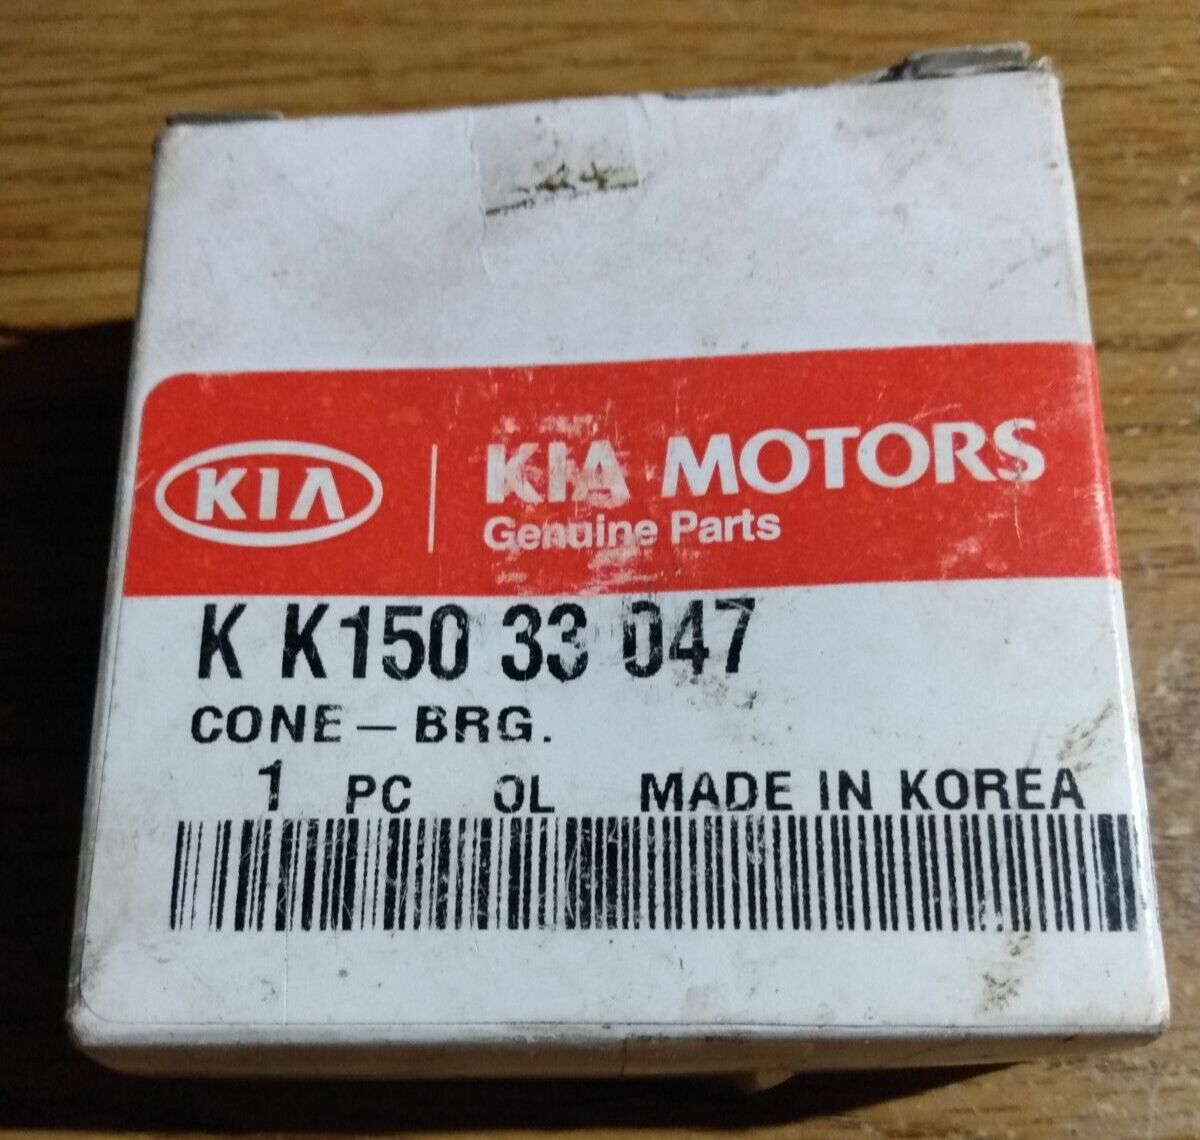 KIA
KIA MOTORS
Genuine Parts
K K150 33 047
CONE-BRG.
1 PC OL MADE IN KOREA